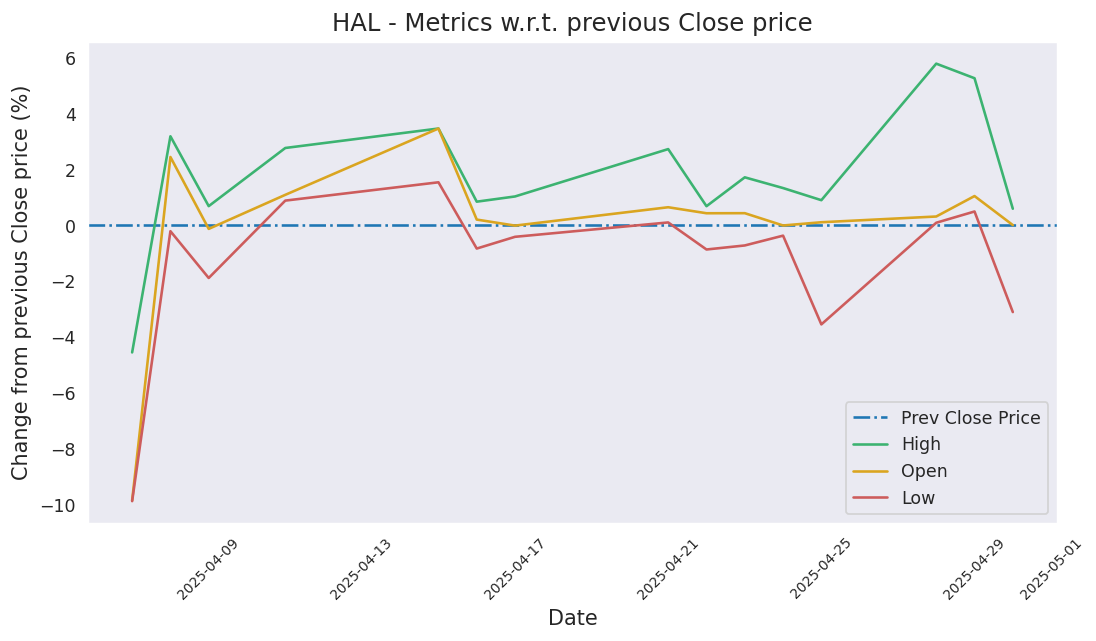 HAL - Metrics w.r.t. previous Close price
Change from previous Close price (%)
6
4
2
0
−2
−4
−6
−8
−10
Prev Close Price
High
Open
Low
2025-04-09
2025-04-13
2025-04-17
2025-04-21
2025-04-25
2025-04-29
2025-05-01
Date